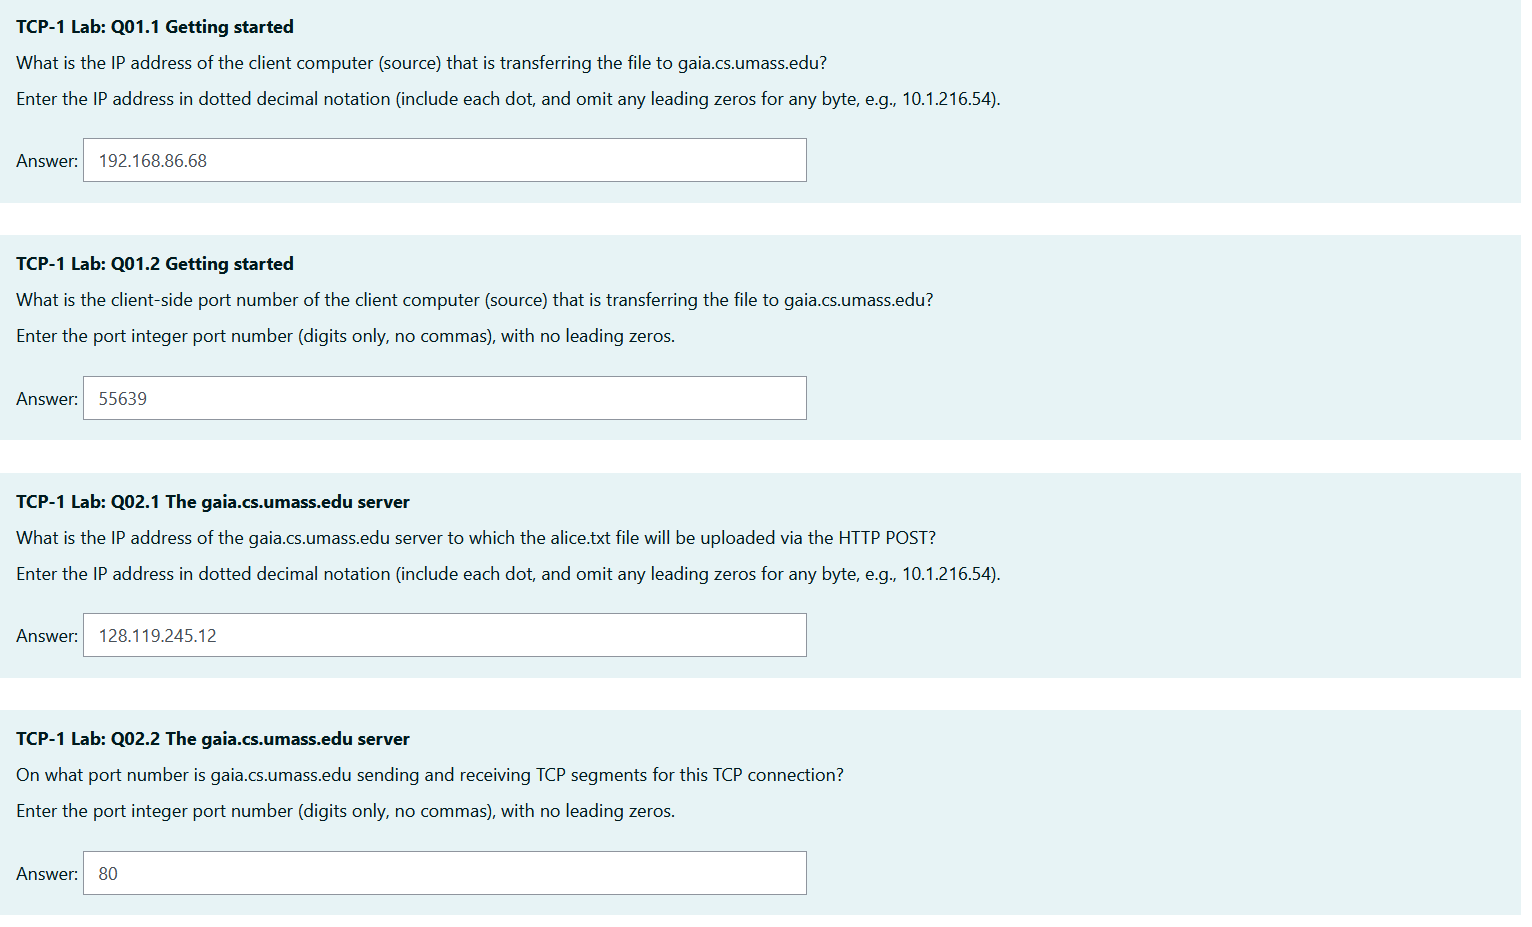 TCP-1 Lab: Q01.1 Getting started
What is the IP address of the client computer (source) that is transferring the file to gaia.cs.umass.edu?
Enter the IP address in dotted decimal notation (include each dot, and omit any leading zeros for any byte, e.g., 10.1.216.54).
Answer: 192.168.86.68
TCP-1 Lab: Q01.2 Getting started
What is the client-side port number of the client computer (source) that is transferring the file to gaia.cs.umass.edu?
Enter the port integer port number (digits only, no commas), with no leading zeros.
Answer: 55639
TCP-1 Lab: Q02.1 The gaia.cs.umass.edu server
What is the IP address of the gaia.cs.umass.edu server to which the alice.txt file will be uploaded via the HTTP POST?
Enter the IP address in dotted decimal notation (include each dot, and omit any leading zeros for any byte, e.g., 10.1.216.54).
Answer: 128.119.245.12
TCP-1 Lab: Q02.2 The gaia.cs.umass.edu server
On what port number is gaia.cs.umass.edu sending and receiving TCP segments for this TCP connection?
Enter the port integer port number (digits only, no commas), with no leading zeros.
Answer: 80